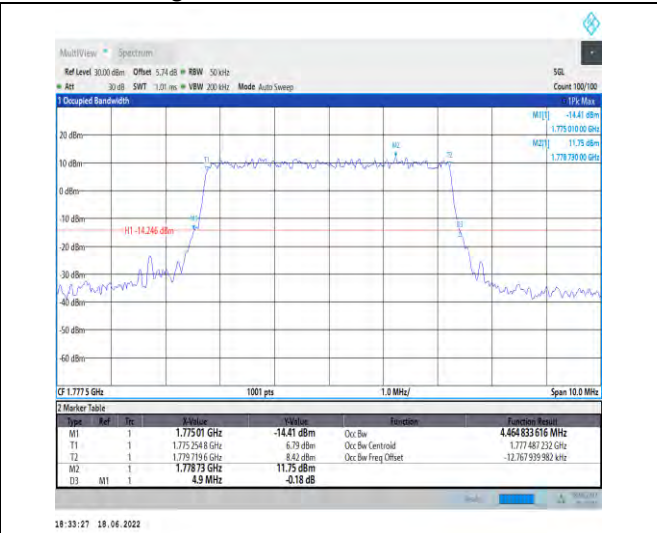 MultiView Spectrum
Ref Level 30.00 dBm Offset 5.74 dB RBW 50 kHz SGL
Att 30 dB SWT 1.01 ms VBW 200 kHz Mode Auto Sweep Count 100/100
1 Occupied Bandwidth 1Pk Max
M1[1] -14.41 dBm
1.775 010 00 GHz
M2[1] 11.75 dBm
1.778 730 00 GHz
20 dBm
10 dBm
0 dBm
-10 dBm
-20 dBm
-30 dBm
-40 dBm
-50 dBm
-60 dBm
T1
M2
T2
M1
D3
H1 -14.246 dBm
CF 1.777 5 GHz 1001 pts 1.0 MHz/ Span 10.0 MHz
2 Marker Table
Type Ref Trc X-Value Y-Value Function Function Result
M1 1 1.775 01 GHz -14.41 dBm Occ Bw 4.464 833 616 MHz
T1 1 1.775 254 8 GHz 6.79 dBm Occ Bw Centroid 1.777 487 232 GHz
T2 1 1.779 719 6 GHz 8.42 dBm Occ Bw Freq Offset -12.767 939 982 kHz
M2 1 1.778 73 GHz 11.75 dBm
D3 M1 1 4.9 MHz -0.18 dB
18:33:27 18.06.2022